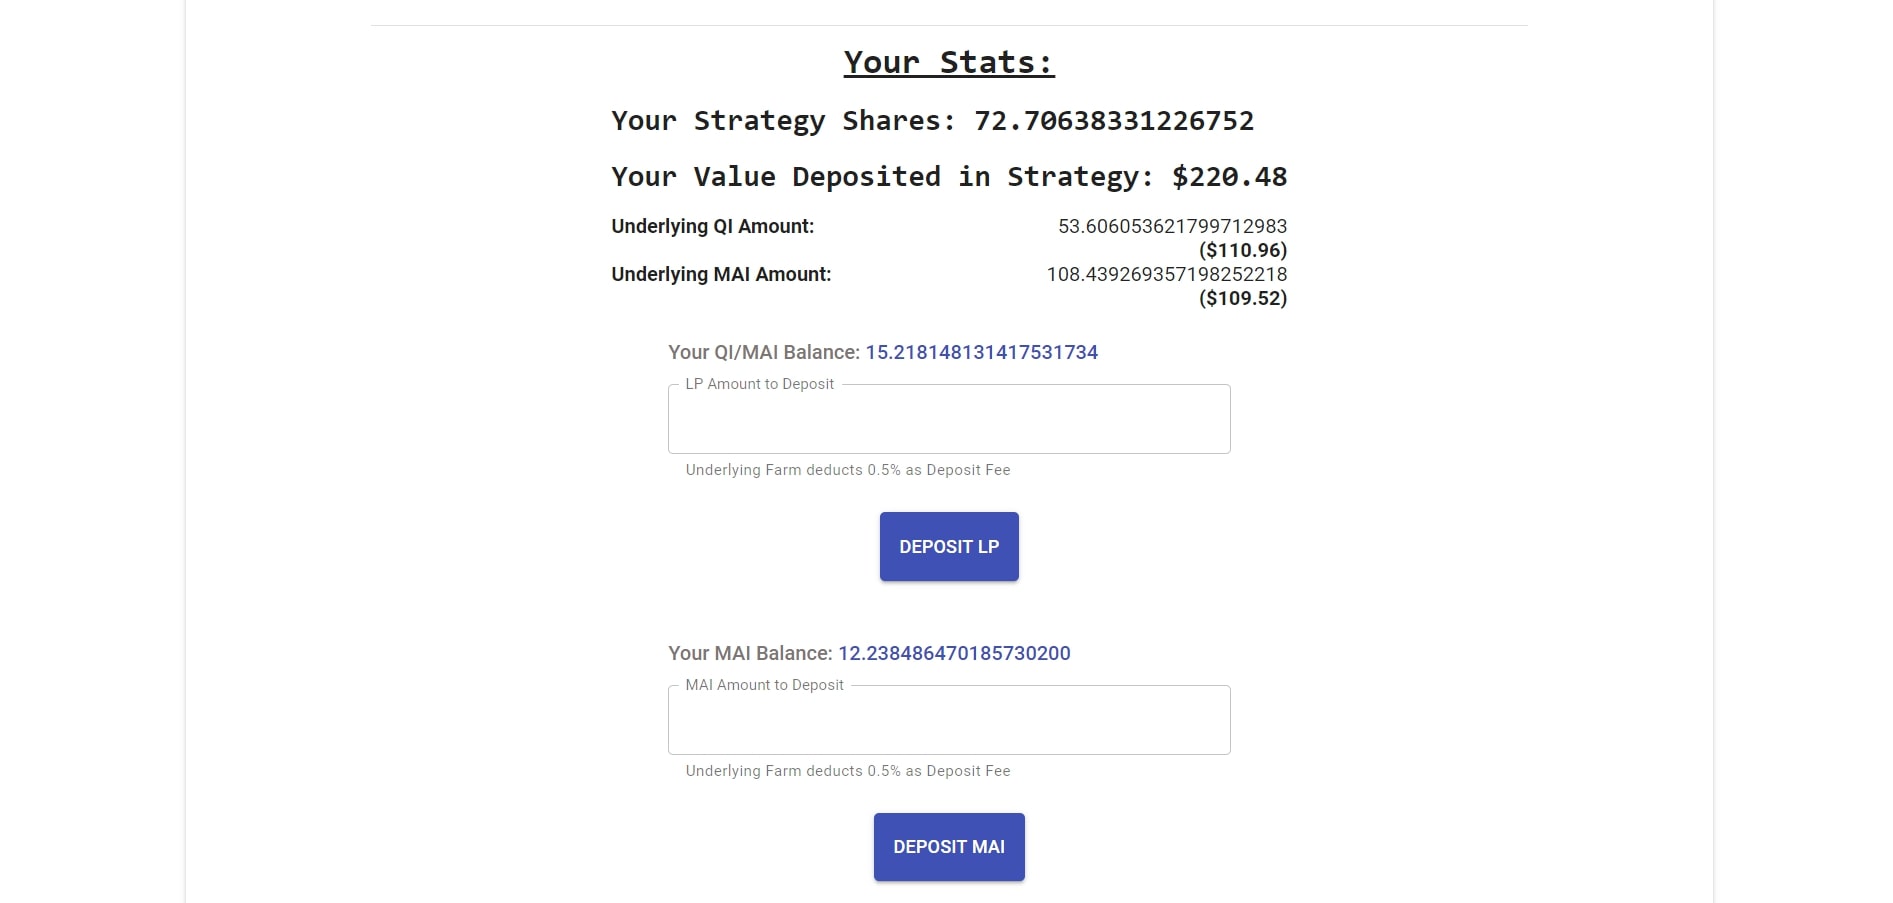 Your Stats:
Your Strategy Shares: 72.70638331226752
Your Value Deposited in Strategy: $220.48
Underlying QI Amount: 53.606053621799712983
($110.96)
Underlying MAI Amount: 108.439269357198252218
($109.52)
Your QI/MAI Balance: 15.218148131417531734
LP Amount to Deposit
Underlying Farm deducts 0.5% as Deposit Fee
DEPOSIT LP
Your MAI Balance: 12.238486470185730200
MAI Amount to Deposit
Underlying Farm deducts 0.5% as Deposit Fee
DEPOSIT MAI